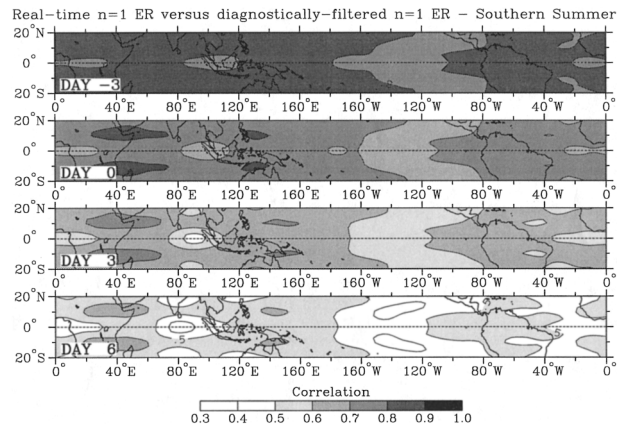 Real-time n=1 ER versus diagnostically-filtered n=1 ER - Southern Summer
20°N
0°
20°S
DAY -3
0° 40°E 80°E 120°E 160°E 160°W 120°W 80°W 40°W 0°
20°N
0°
20°S
DAY 0
0° 40°E 80°E 120°E 160°E 160°W 120°W 80°W 40°W 0°
20°N
0°
20°S
DAY 3
0° 40°E 80°E 120°E 160°E 160°W 120°W 80°W 40°W 0°
20°N
0°
20°S
DAY 6
.5
.5
0° 40°E 80°E 120°E 160°E 160°W 120°W 80°W 40°W 0°
Correlation
0.3 0.4 0.5 0.6 0.7 0.8 0.9 1.0